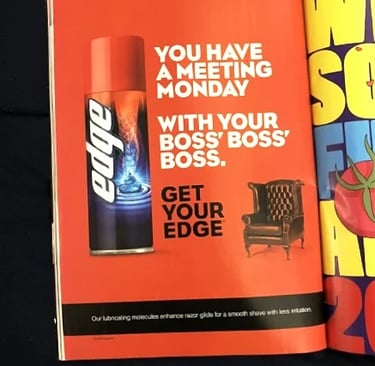 YOU HAVE
A MEETING
MONDAY
WITH YOUR
BOSS' BOSS'
BOSS.
edge
GET
YOUR
EDGE
Our lubricating molecules enhance razor glide for a smooth shave with less irritation.